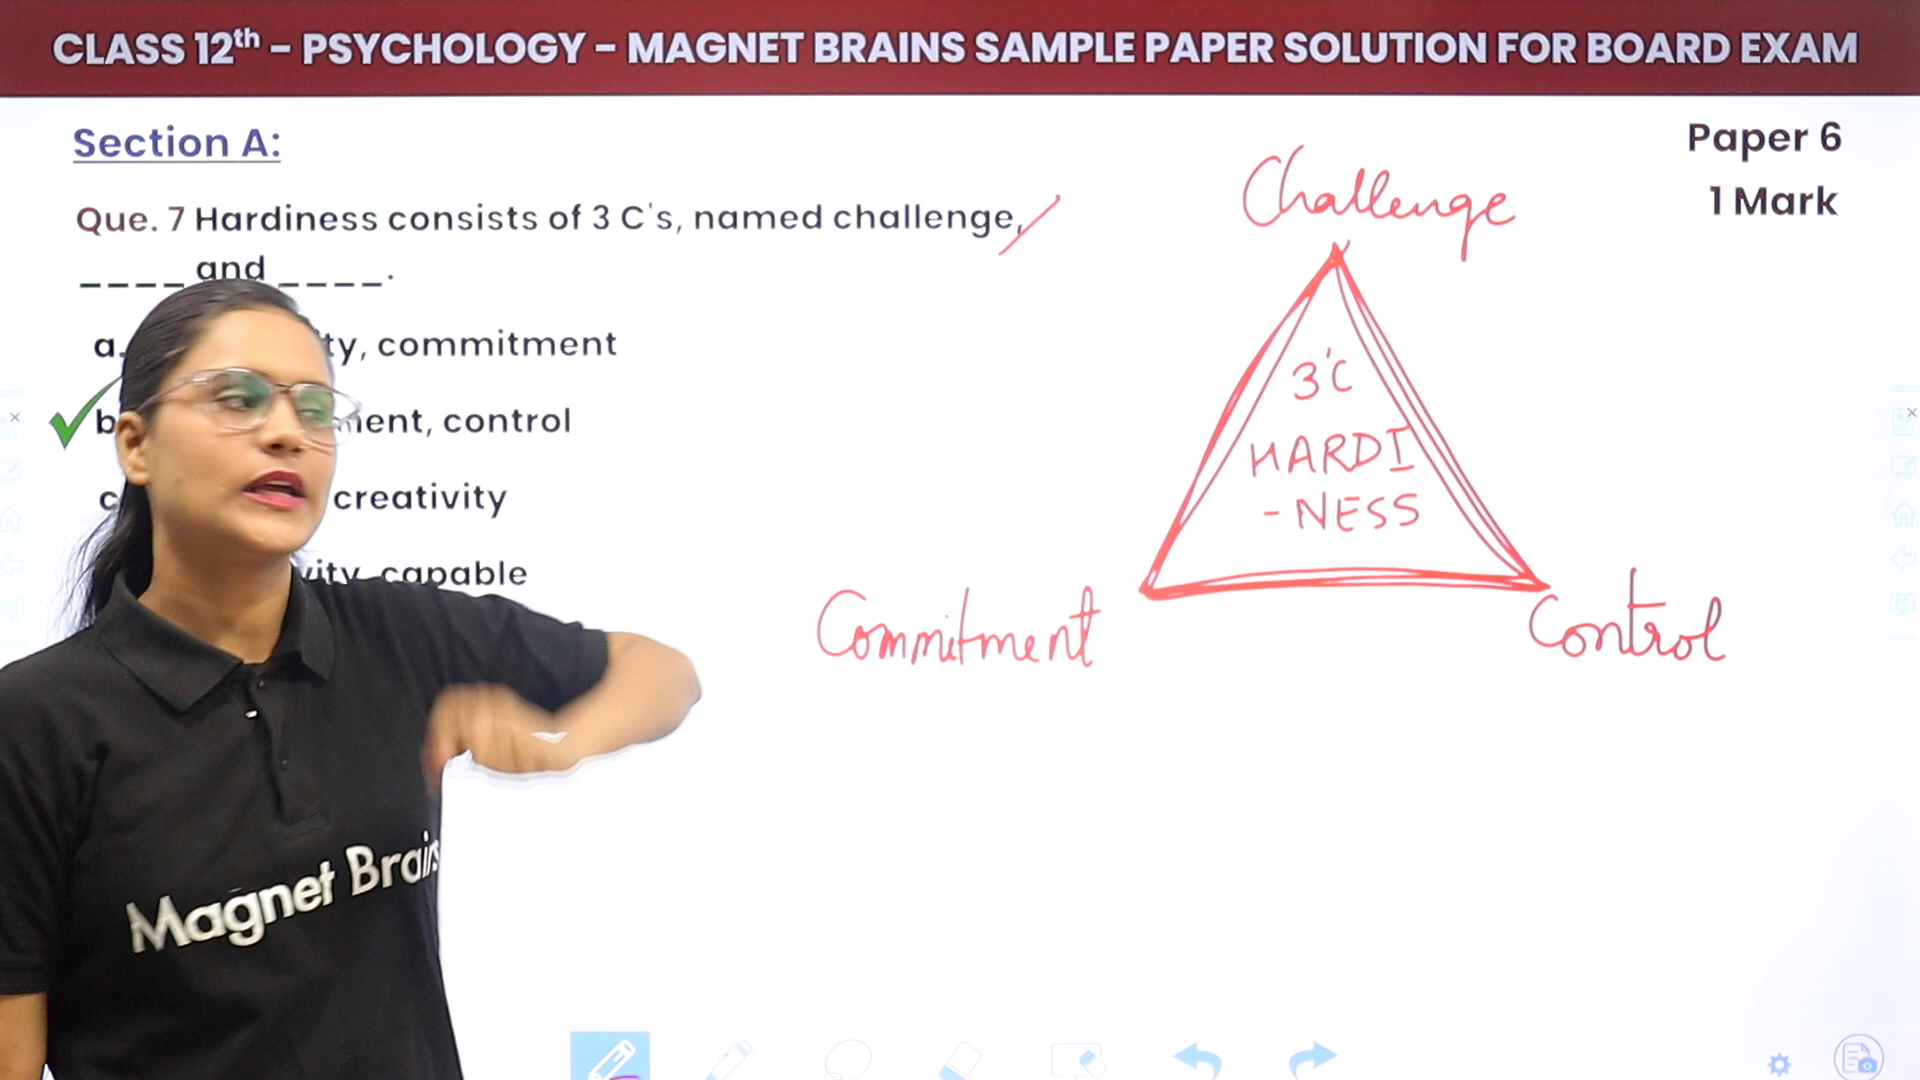 CLASS 12th - PSYCHOLOGY - MAGNET BRAINS SAMPLE PAPER SOLUTION FOR BOARD EXAM
Section A:
Paper 6
1 Mark
Que. 7 Hardiness consists of 3 C's, named challenge,
____ and ____.
a. commitment
b control
c creativity
capable
Challenge
3'C
HARDI
-NESS
Commitment
Control
Magnet Brains